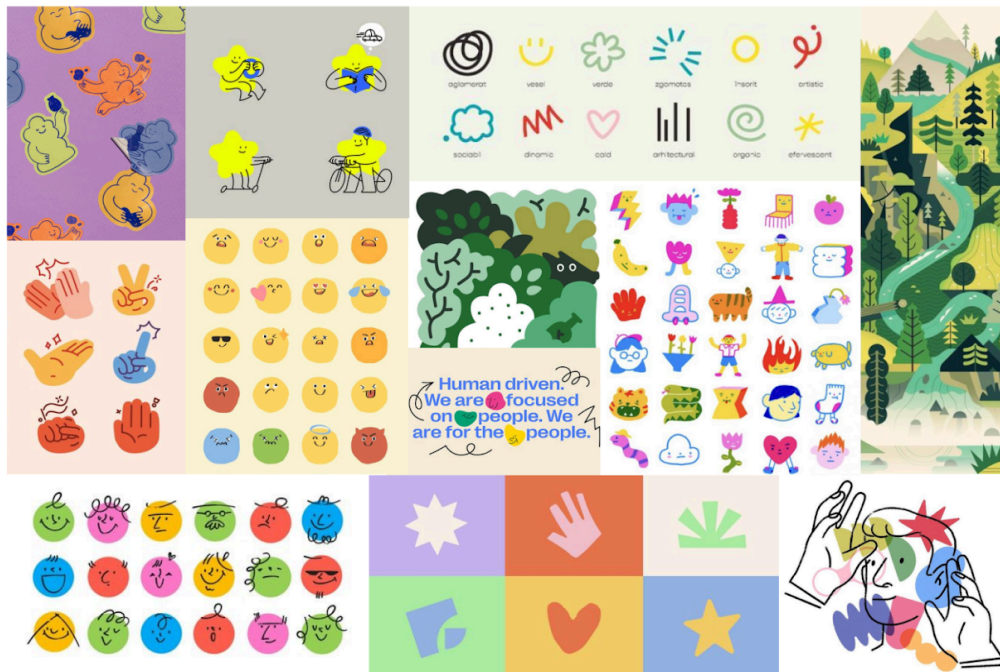 aglomerat vesel verde zgomotos însorit artistic
sociabil dinamic cald arhitectural organic efervescent
Human driven.
We are focused
on people. We
are for the people.